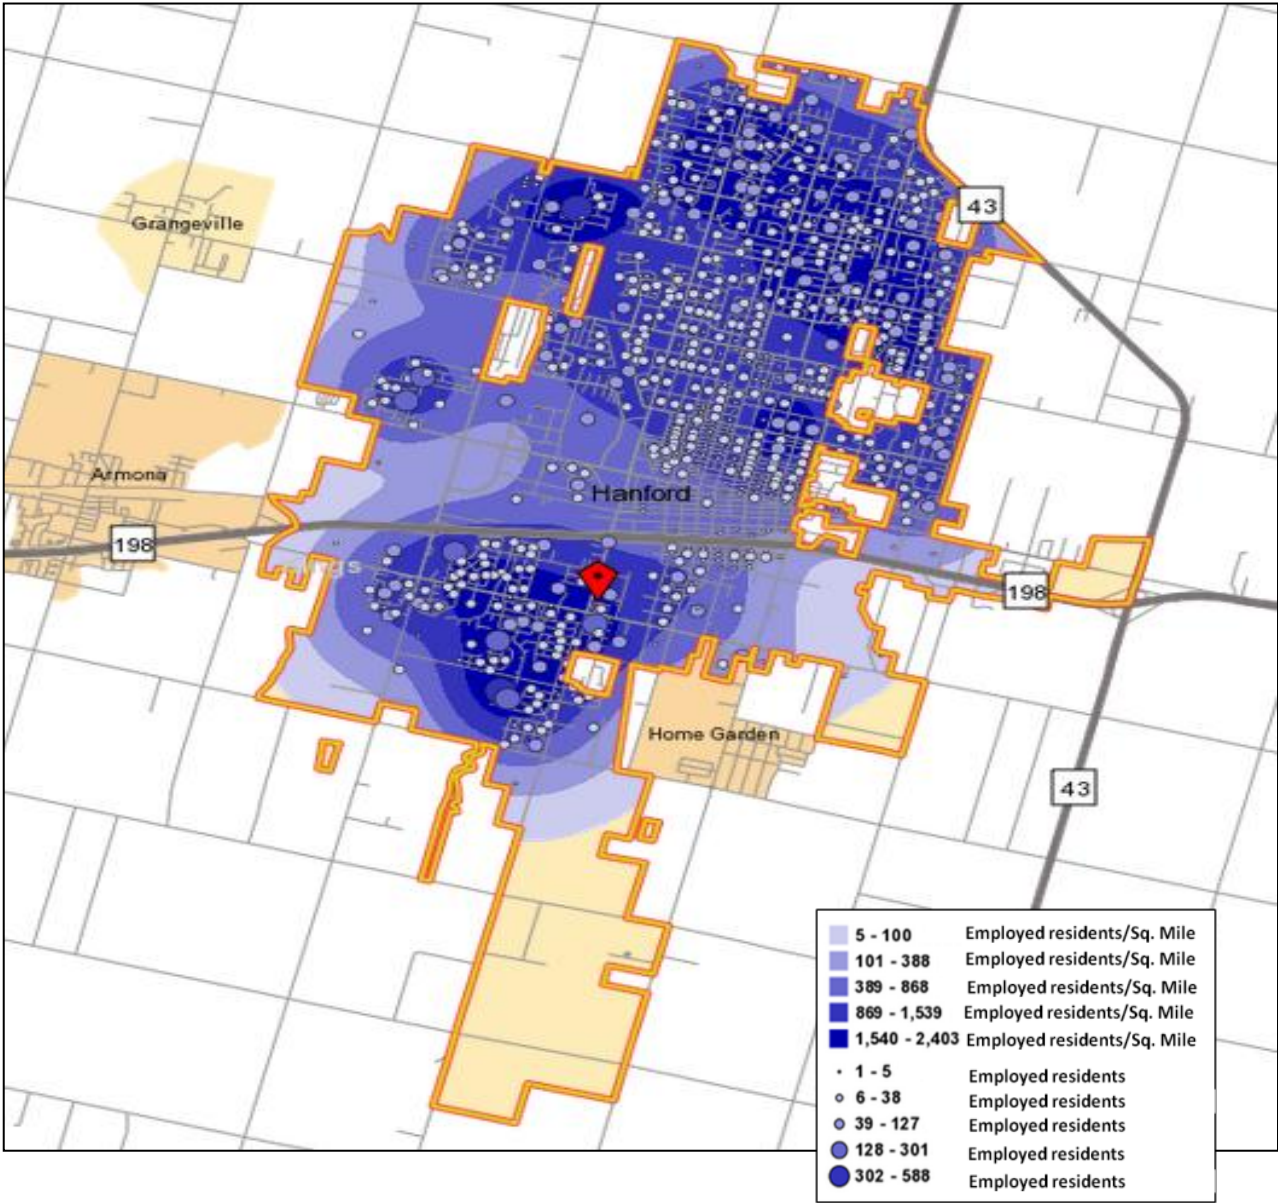 43
Grangeville
Armona
Hanford
198
198
Home Garden
43
5 - 100 Employed residents/Sq. Mile
101 - 388 Employed residents/Sq. Mile
389 - 868 Employed residents/Sq. Mile
869 - 1,539 Employed residents/Sq. Mile
1,540 - 2,403 Employed residents/Sq. Mile
1 - 5 Employed residents
6 - 38 Employed residents
39 - 127 Employed residents
128 - 301 Employed residents
302 - 588 Employed residents